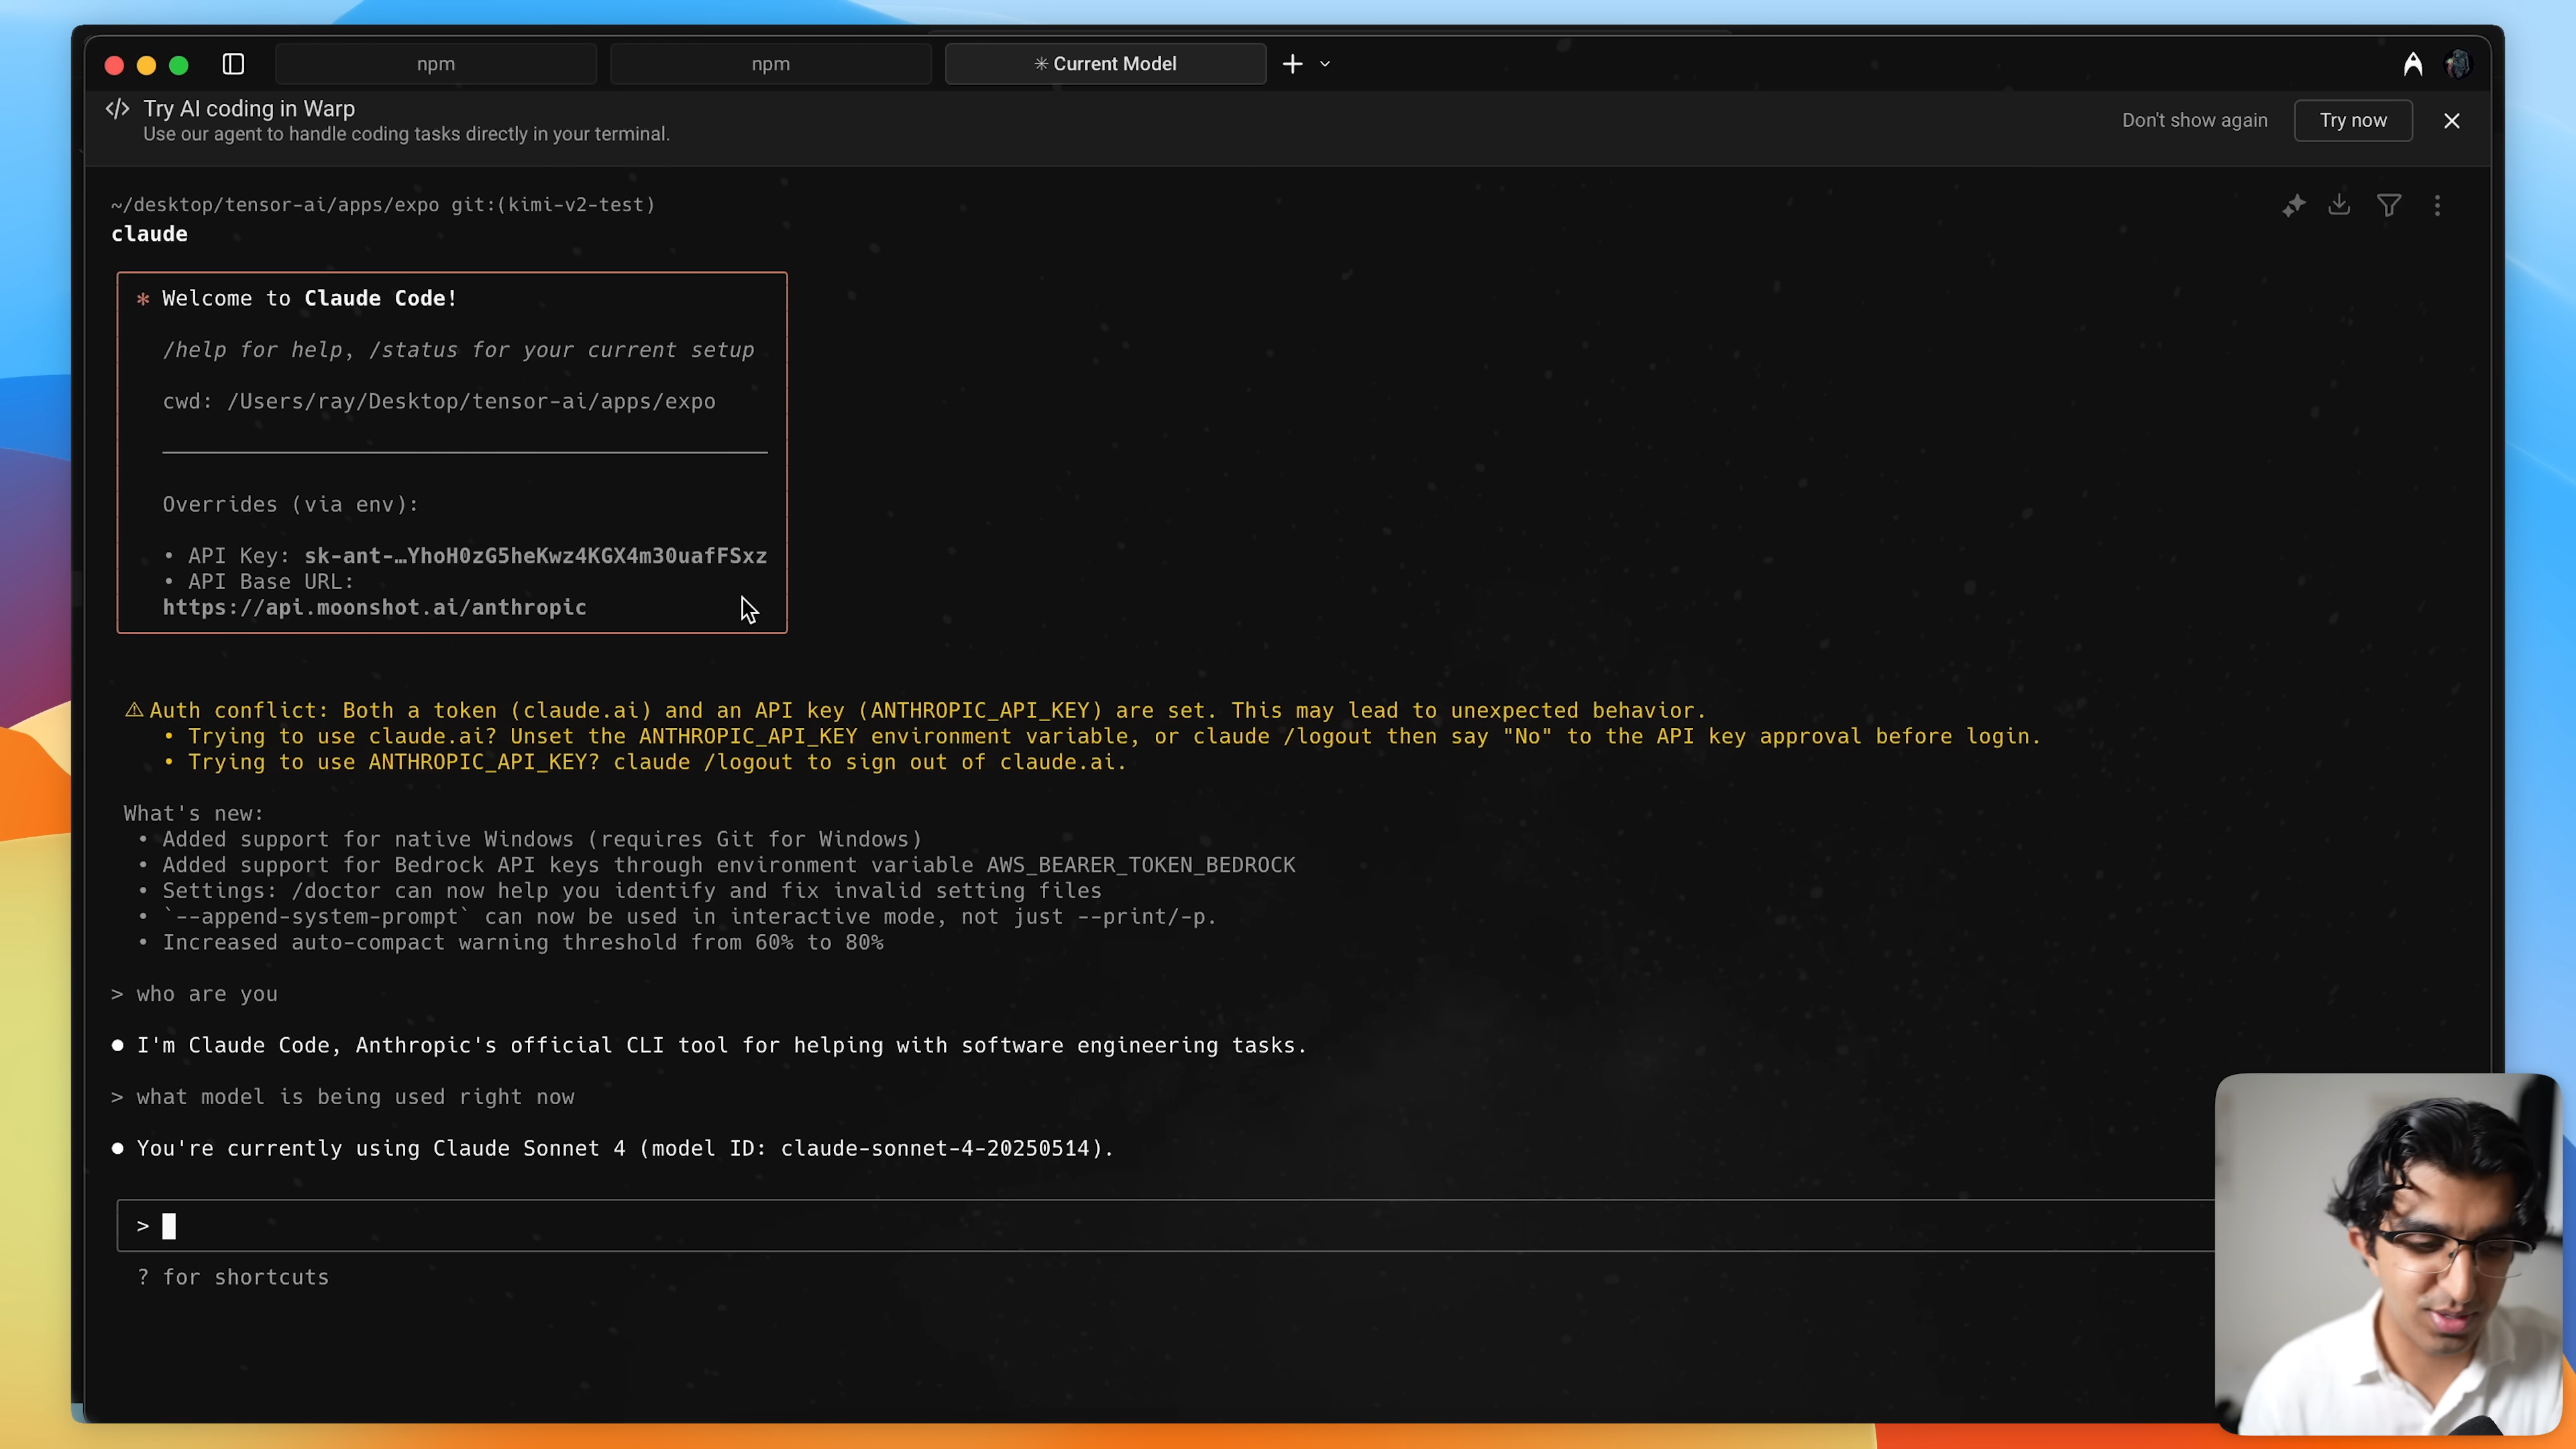 npm
npm
✳ Current Model
Try AI coding in Warp
Use our agent to handle coding tasks directly in your terminal.
Don't show again
Try now
~/desktop/tensor-ai/apps/expo git:(kimi-v2-test)
claude
✻ Welcome to Claude Code!
/help for help, /status for your current setup
cwd: /Users/ray/Desktop/tensor-ai/apps/expo
Overrides (via env):
• API Key: sk-ant-…YhoH0zG5heKwz4KGX4m30uafFSxz
• API Base URL:
https://api.moonshot.ai/anthropic
⚠ Auth conflict: Both a token (claude.ai) and an API key (ANTHROPIC_API_KEY) are set. This may lead to unexpected behavior.
• Trying to use claude.ai? Unset the ANTHROPIC_API_KEY environment variable, or claude /logout then say "No" to the API key approval before login.
• Trying to use ANTHROPIC_API_KEY? claude /logout to sign out of claude.ai.
What's new:
• Added support for native Windows (requires Git for Windows)
• Added support for Bedrock API keys through environment variable AWS_BEARER_TOKEN_BEDROCK
• Settings: /doctor can now help you identify and fix invalid setting files
• `--append-system-prompt` can now be used in interactive mode, not just --print/-p.
• Increased auto-compact warning threshold from 60% to 80%
> who are you
● I'm Claude Code, Anthropic's official CLI tool for helping with software engineering tasks.
> what model is being used right now
● You're currently using Claude Sonnet 4 (model ID: claude-sonnet-4-20250514).
>
? for shortcuts